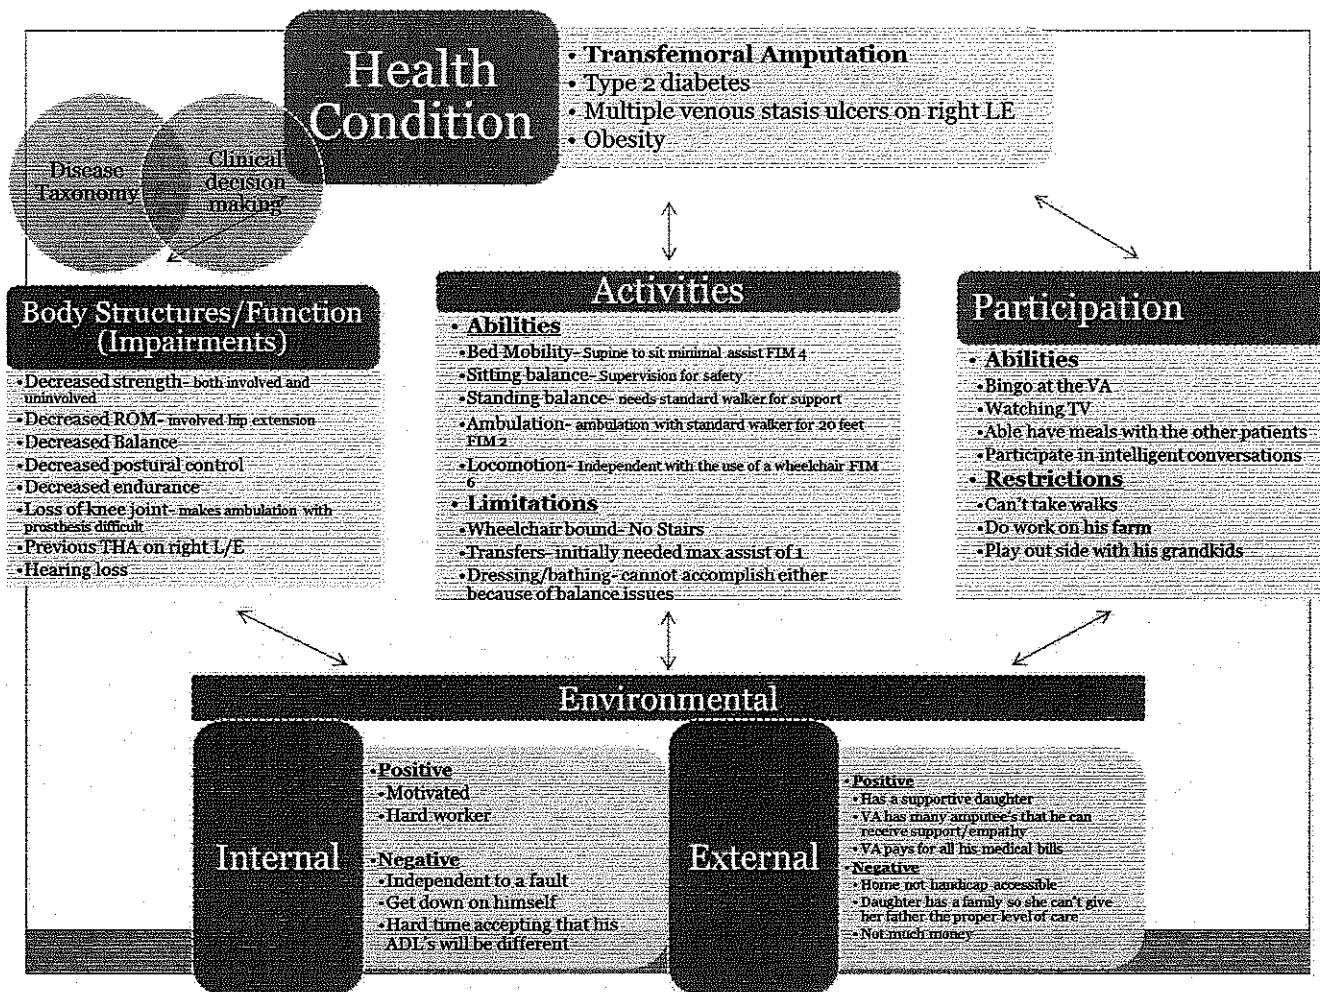 Health
Condition
• Transfemoral Amputation
• Type 2 diabetes
• Multiple venous stasis ulcers on right LE
• Obesity
Disease
Taxonomy
Clinical
decision
making
Body Structures/Function
(Impairments)
•Decreased strength- both involved and
uninvolved
•Decreased ROM- involved hip extension
•Decreased Balance
•Decreased postural control
•Decreased endurance
•Loss of knee joint- makes ambulation with
prosthesis difficult
•Previous THA on right L/E
•Hearing loss
Activities
• Abilities
•Bed Mobility- Supine to sit minimal assist FIM 4
•Sitting balance- Supervision for safety
•Standing balance- needs standard walker for support
•Ambulation- ambulation with standard walker for 20 feet
FIM 2
•Locomotion- Independent with the use of a wheelchair FIM
6
• Limitations
•Wheelchair bound- No Stairs
•Transfers- initially needed max assist of 1
•Dressing/bathing- cannot accomplish either
because of balance issues
Participation
• Abilities
•Bingo at the VA
•Watching TV
•Able have meals with the other patients
•Participate in intelligent conversations
• Restrictions
•Can't take walks
•Do work on his farm
•Play out side with his grandkids
Environmental
Internal
•Positive
•Motivated
•Hard worker
•Negative
•Independent to a fault
•Get down on himself
•Hard time accepting that his
ADL's will be different
External
•Positive
•Has a supportive daughter
•VA has many amputee's that he can
receive support/empathy
•VA pays for all his medical bills
•Negative
•Home not handicap accessible
•Daughter has a family so she can't give
her father the proper level of care
•Not much money